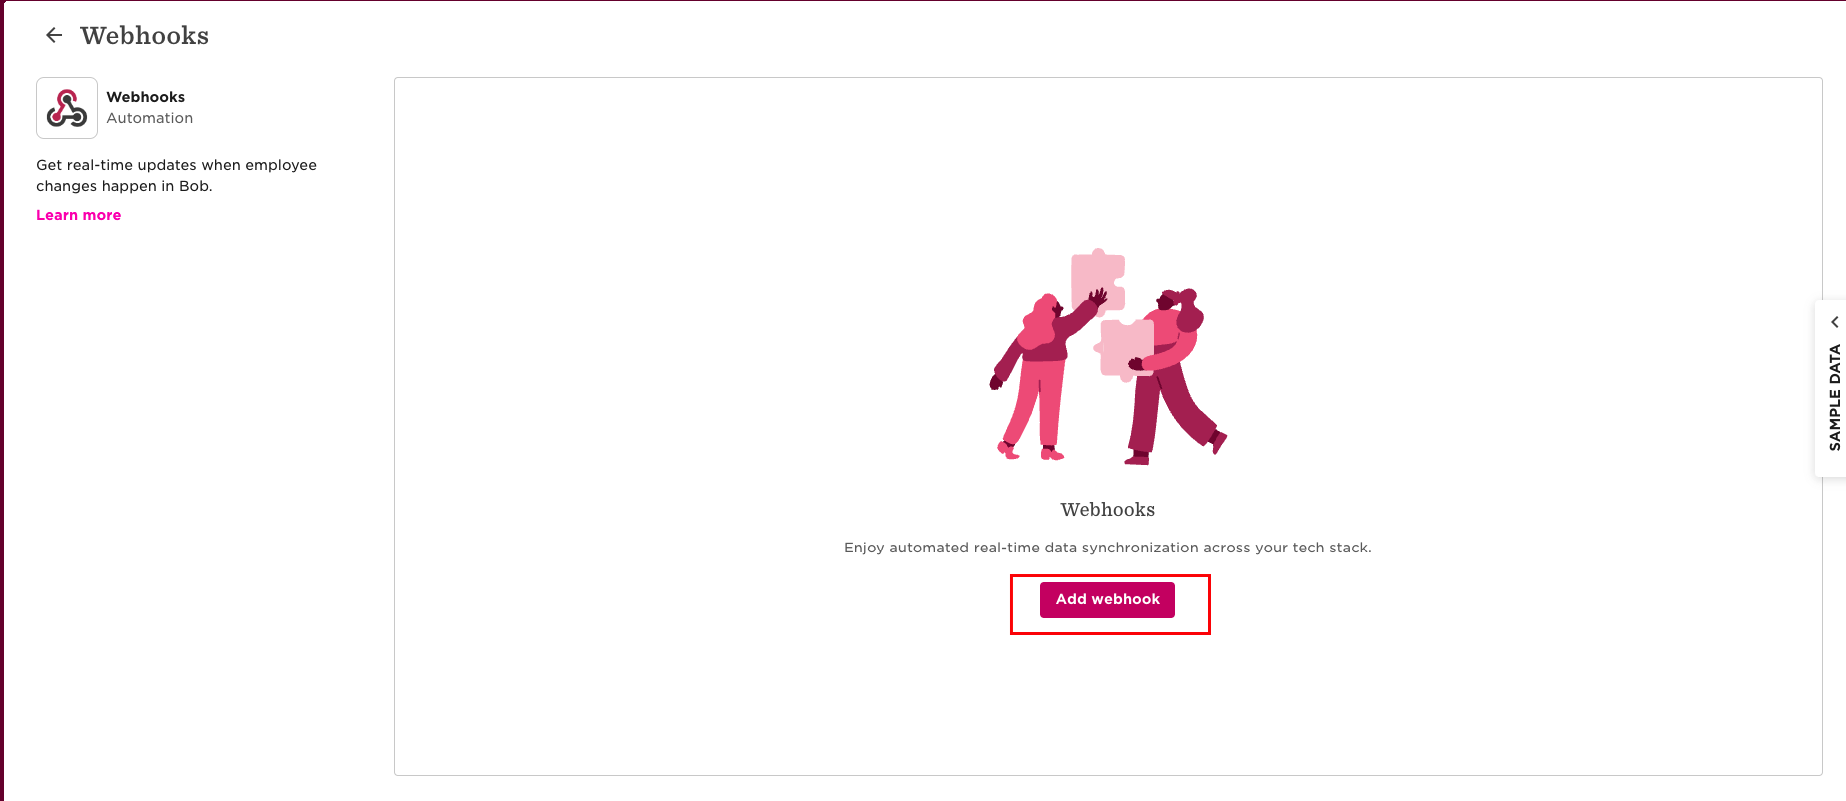 Webhooks
Webhooks
Automation
Get real-time updates when employee
changes happen in Bob.
Learn more
Webhooks
Enjoy automated real-time data synchronization across your tech stack.
Add webhook
SAMPLE DATA